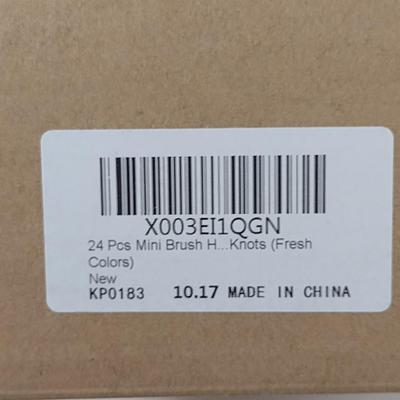 X003EI1QGN
24 Pcs Mini Brush H...Knots (Fresh
Colors)
New
KP0183 10.17 MADE IN CHINA